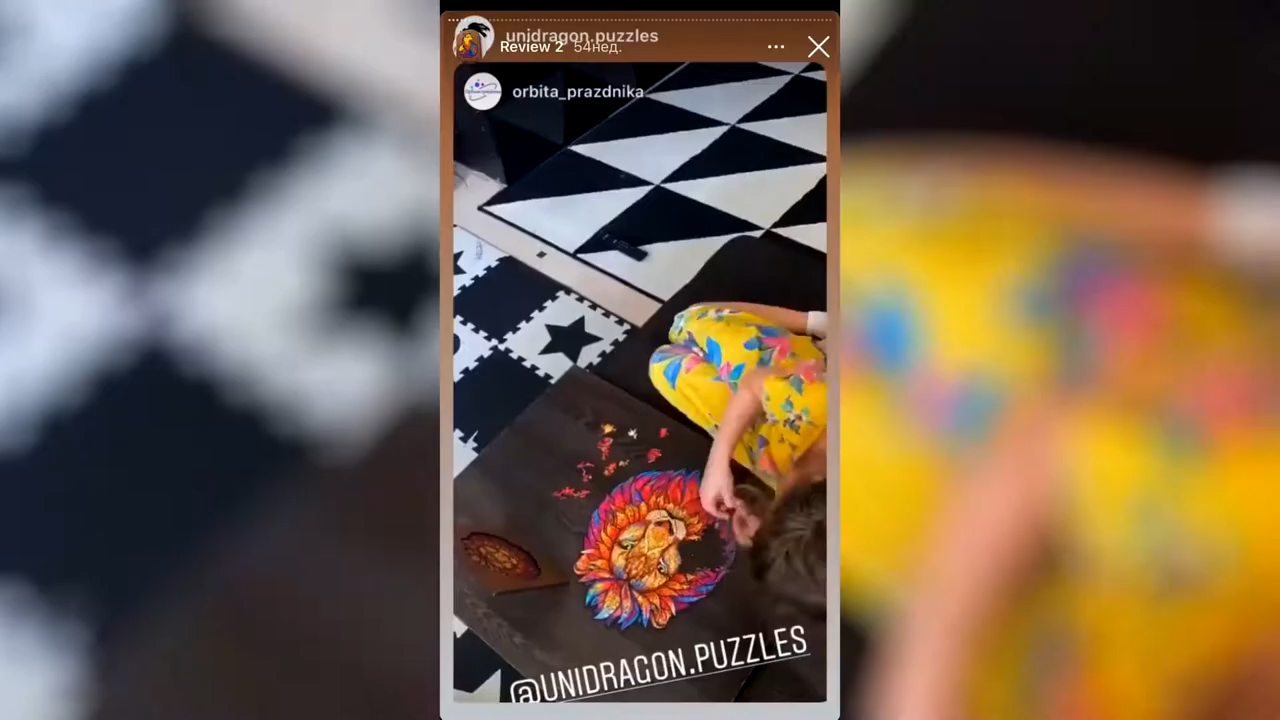 unidragon.puzzles
Review 2 54нед.
orbita_prazdnika
@UNIDRAGON.PUZZLES